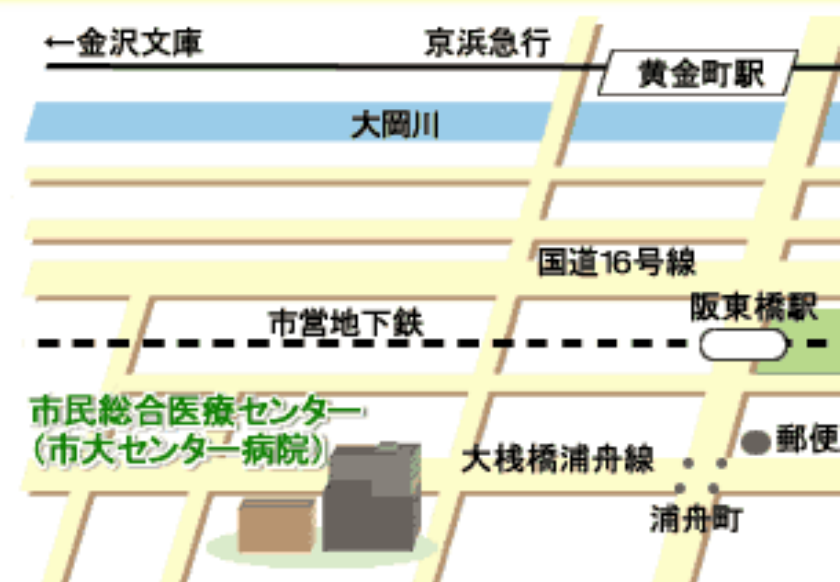 ←金沢文庫
京浜急行
黄金町駅
大岡川
国道16号線
阪東橋駅
市営地下鉄
市民総合医療センター
（市大センター病院）
大桟橋浦舟線
郵便
浦舟町